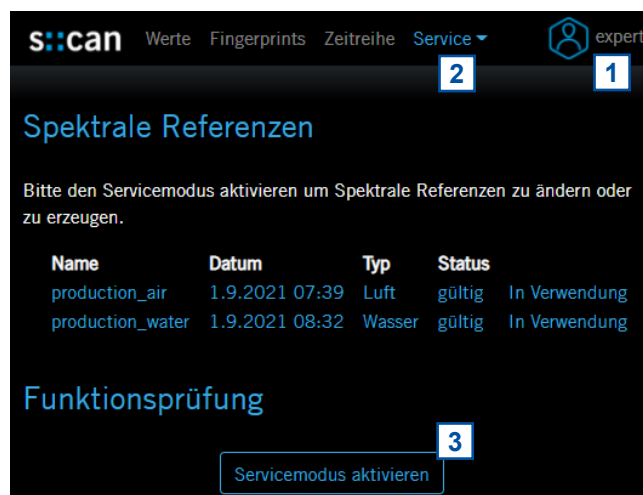 s::can Werte Fingerprints Zeitreihe Service expert
2 1
Spektrale Referenzen
Bitte den Servicemodus aktivieren um Spektrale Referenzen zu ändern oder
zu erzeugen.
Name Datum Typ Status
production_air 1.9.2021 07:39 Luft gültig In Verwendung
production_water 1.9.2021 08:32 Wasser gültig In Verwendung
Funktionsprüfung
3
Servicemodus aktivieren